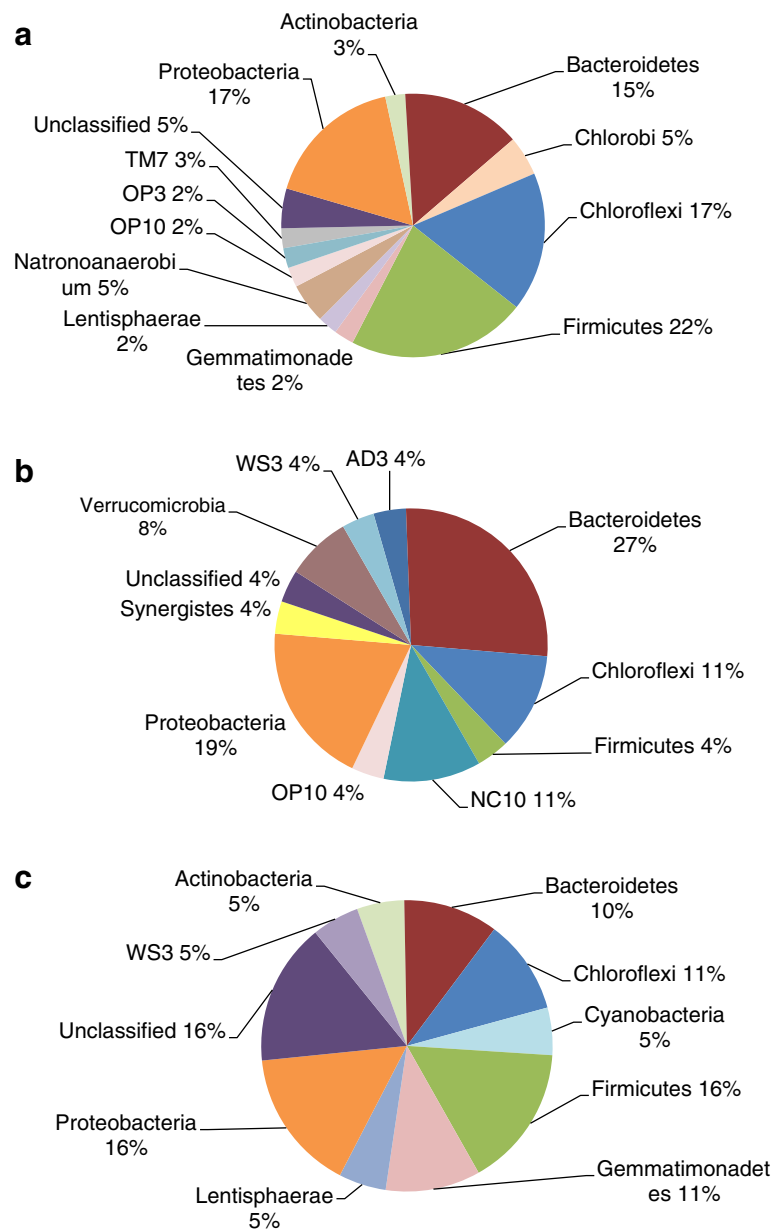 a
Actinobacteria
3%
Proteobacteria
17%
Bacteroidetes
15%
Unclassified 5%
Chlorobi 5%
TM7 3%
OP3 2%
Chloroflexi 17%
OP10 2%
Natronoanaerobi
um 5%
Lentisphaerae
2%
Firmicutes 22%
Gemmatimonade
tes 2%
b
WS3 4%
AD3 4%
Verrucomicrobia
8%
Bacteroidetes
27%
Unclassified 4%
Synergistes 4%
Chloroflexi 11%
Proteobacteria
19%
Firmicutes 4%
OP10 4%
NC10 11%
c
Actinobacteria
5%
Bacteroidetes
10%
WS3 5%
Chloroflexi 11%
Cyanobacteria
5%
Unclassified 16%
Firmicutes 16%
Proteobacteria
16%
Gemmatimonadet
es 11%
Lentisphaerae
5%